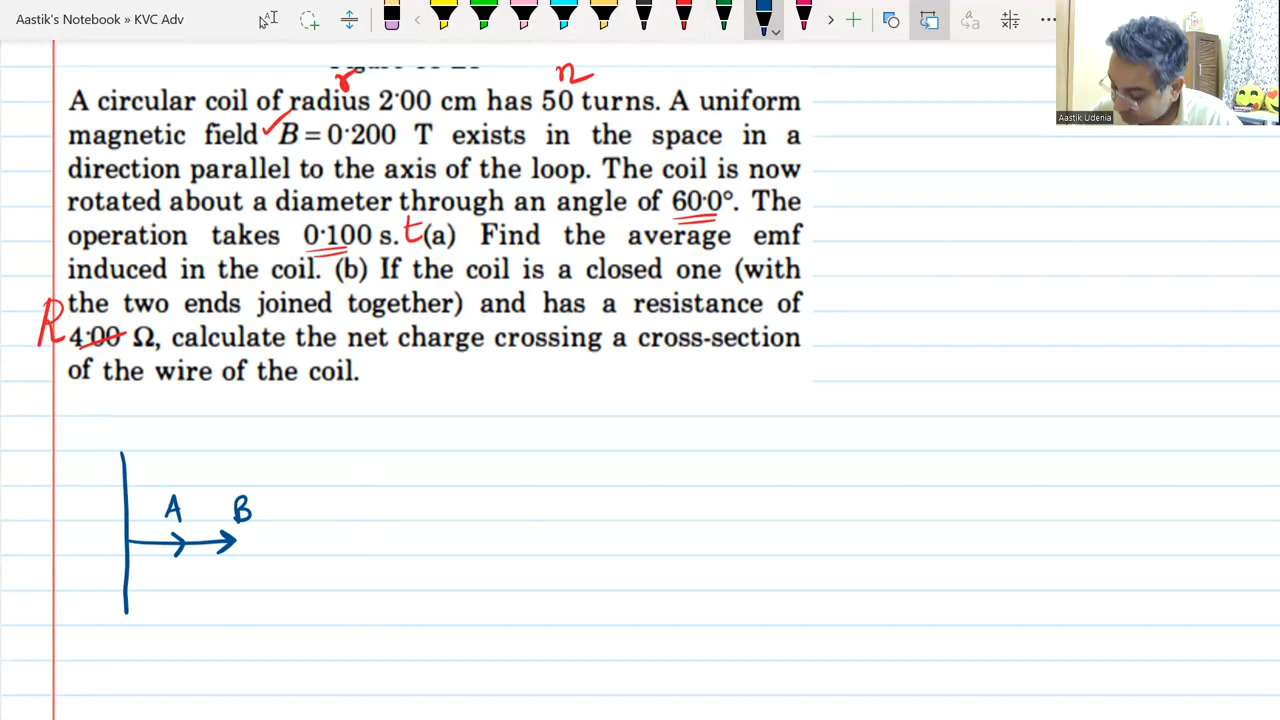 Aastik's Notebook » KVC Adv
Aastik Udenia
r
n
A circular coil of radius 2·00 cm has 50 turns. A uniform
magnetic field B = 0·200 T exists in the space in a
direction parallel to the axis of the loop. The coil is now
rotated about a diameter through an angle of 60·0°. The
operation takes 0·100 s. t (a) Find the average emf
induced in the coil. (b) If the coil is a closed one (with
the two ends joined together) and has a resistance of
R 4·00 Ω, calculate the net charge crossing a cross-section
of the wire of the coil.
A B